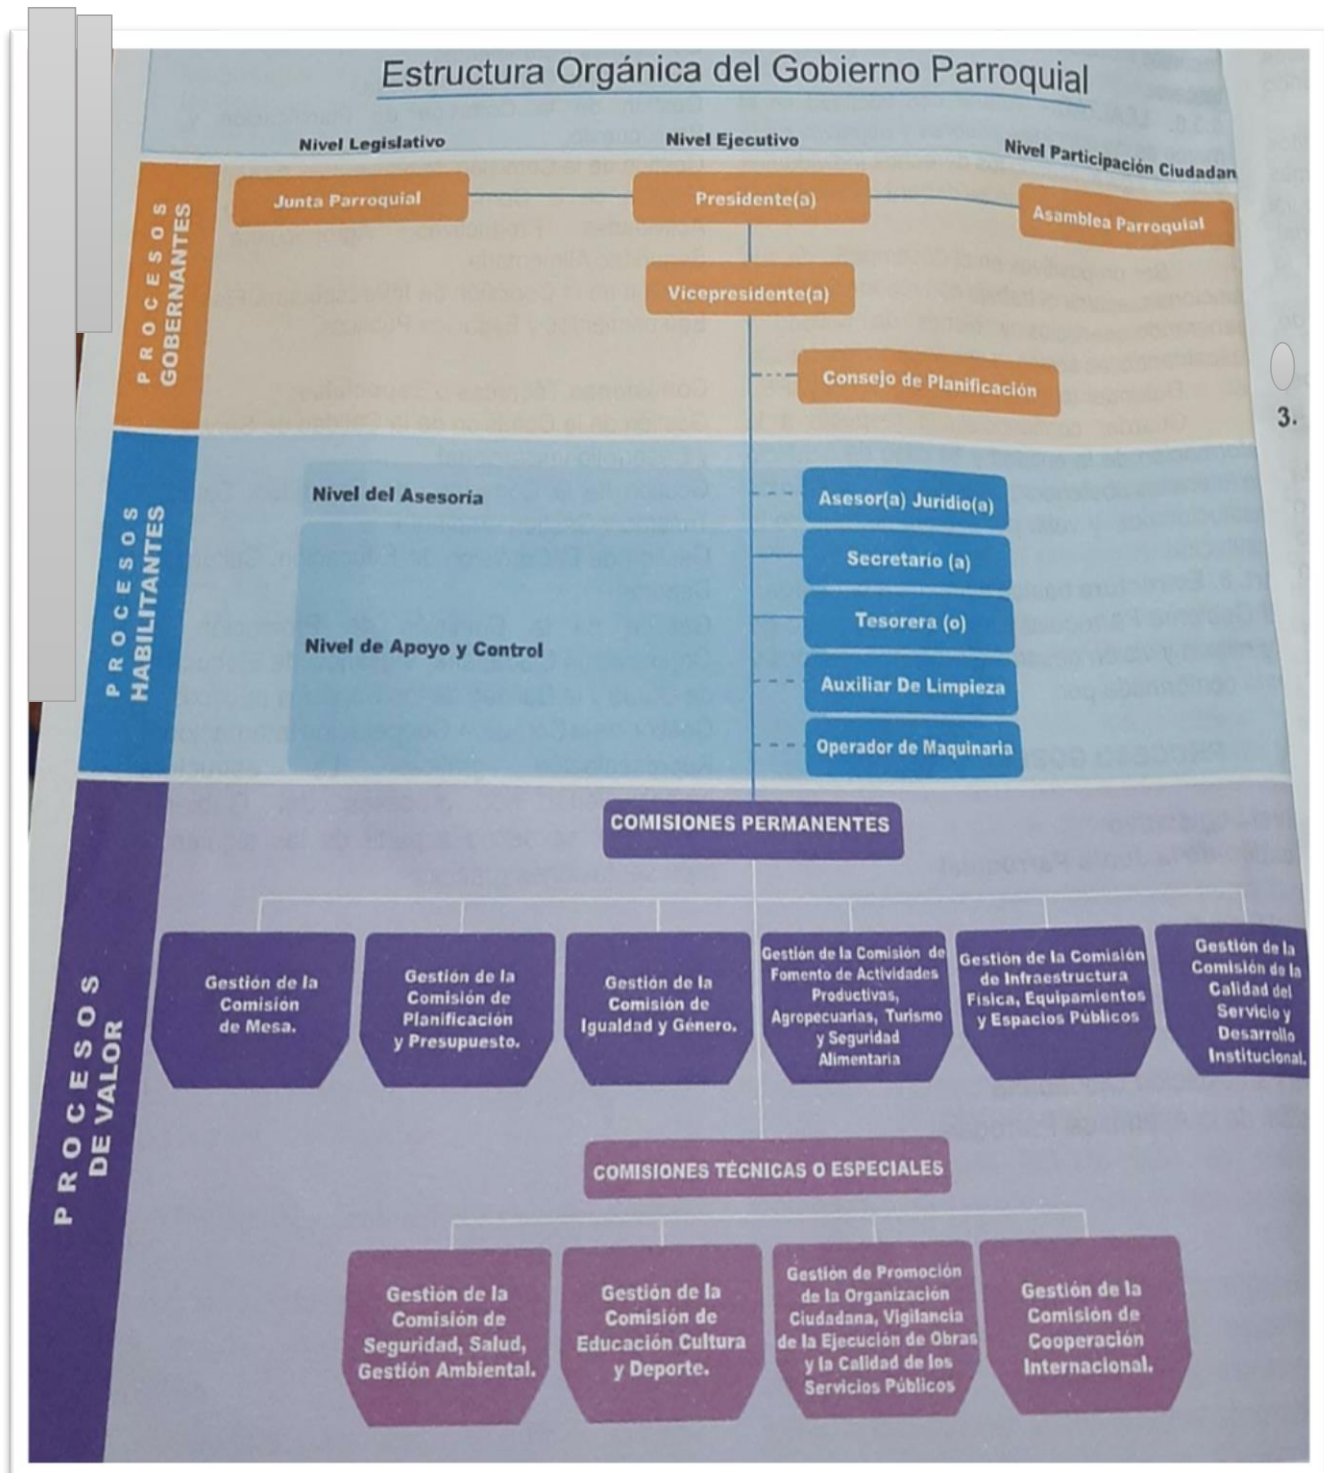 Estructura Orgánica del Gobierno Parroquial
Nivel Legislativo
Nivel Ejecutivo
Nivel Participación Ciudadan
PROCESOS
GOBERNANTES
Junta Parroquial
Presidente(a)
Asamblea Parroquial
Vicepresidente(a)
Consejo de Planificación
3.
PROCESOS
HABILITANTES
Nivel del Asesoría
Asesor(a) Juridio(a)
Secretario (a)
Tesorera (o)
Nivel de Apoyo y Control
Auxiliar De Limpieza
Operador de Maquinaria
PROCESOS
DE VALOR
COMISIONES PERMANENTES
Gestión de la
Comisión
de Mesa.
Gestión de la
Comisión de
Planificación
y Presupuesto.
Gestión de la
Comisión de
Igualdad y Género.
Gestión de la Comisión de
Fomento de Actividades
Productivas,
Agropecuarias, Turismo
y Seguridad
Alimentaria
Gestión de la Comisión
de Infraestructura
Física, Equipamientos
y Espacios Públicos
Gestión de la
Comisión de la
Calidad del
Servicio y
Desarrollo
Institucional.
COMISIONES TÉCNICAS O ESPECIALES
Gestión de la
Comisión de
Seguridad, Salud,
Gestión Ambiental.
Gestión de la
Comisión de
Educación Cultura
y Deporte.
Gestión de Promoción
de la Organización
Ciudadana, Vigilancia
de la Ejecución de Obras
y la Calidad de los
Servicios Públicos
Gestión de la
Comisión de
Cooperación
Internacional.